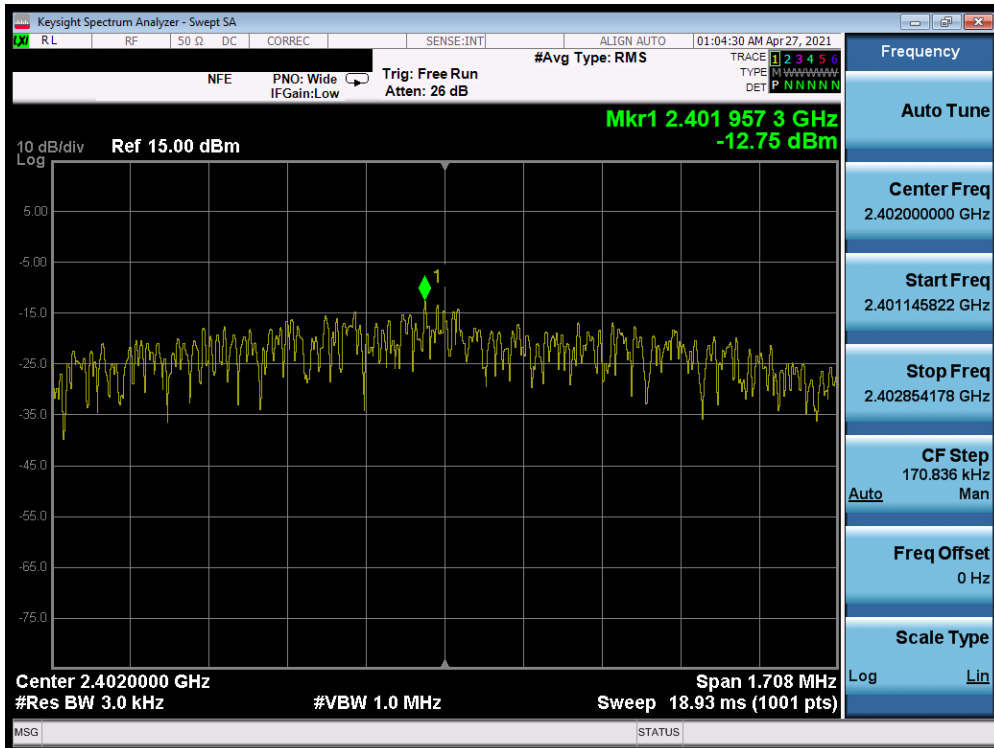 Keysight Spectrum Analyzer - Swept SA
LXI RL RF 50 Ω DC CORREC SENSE:INT ALIGN AUTO 01:04:30 AM Apr 27, 2021
#Avg Type: RMS TRACE 1 2 3 4 5 6
NFE PNO: Wide Trig: Free Run TYPE M WWWWW
IFGain:Low Atten: 26 dB DET P N N N N N
Mkr1 2.401 957 3 GHz
-12.75 dBm
10 dB/div Ref 15.00 dBm
Log
5.00
-5.00
1
-15.0
-25.0
-35.0
-45.0
-55.0
-65.0
-75.0
Center 2.4020000 GHz Span 1.708 MHz
#Res BW 3.0 kHz #VBW 1.0 MHz Sweep 18.93 ms (1001 pts)
MSG STATUS
Frequency
Auto Tune
Center Freq
2.402000000 GHz
Start Freq
2.401145822 GHz
Stop Freq
2.402854178 GHz
CF Step
170.836 kHz
Auto Man
Freq Offset
0 Hz
Scale Type
Log Lin